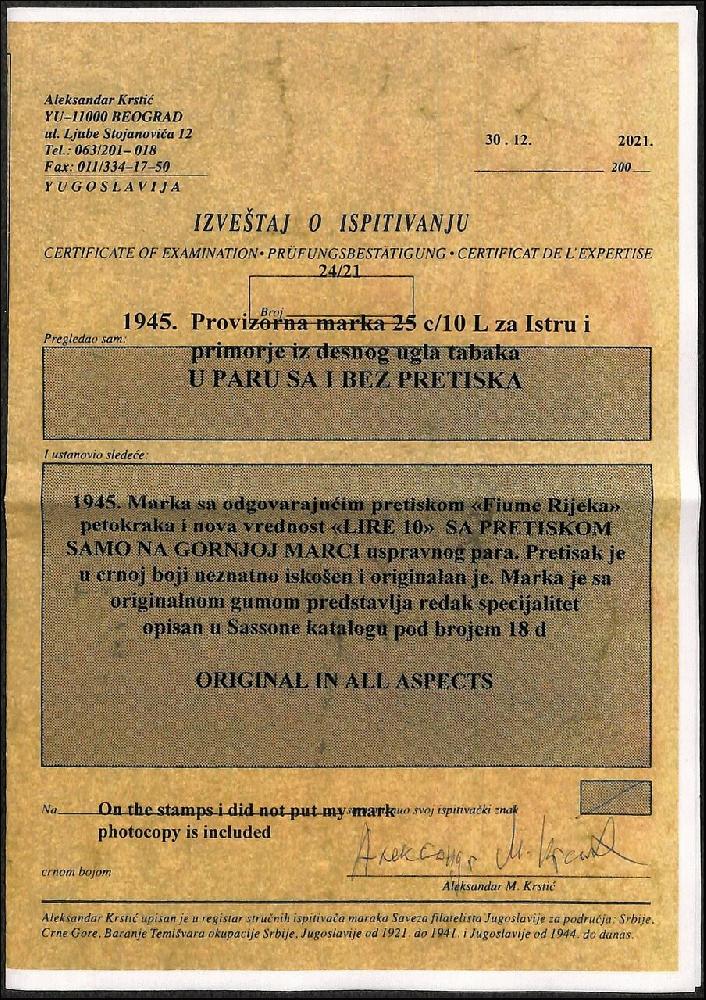 Aleksandar Krstić
YU-11000 BEOGRAD
ul. Ljube Stojanovića 12
Tel.: 063/201-018
Fax: 011/334-17-50
YUGOSLAVIJA
30.12. 2021.
200
IZVEŠTAJ O ISPITIVANJU
CERTIFICATE OF EXAMINATION • PRÜFUNGSBESTÄTIGUNG • CERTIFICAT DE L'EXPERTISE
24/21
Broj
1945. Provizorna marka 25 c/10 L za Istru i
Pregledao sam:
primorje iz desnog ugla tabaka
U PARU SA I BEZ PRETISKA
I ustanovio sledeće:
1945. Marka sa odgovarajućim pretiskom «Fiume Rijeka»
petokraka i nova vrednost «LIRE 10» SA PRETISKOM
SAMO NA GORNJOJ MARCI uspravnog para. Pretisak je
u crnoj boji neznatno iskošen i originalan je. Marka je sa
originalnom gumom predstavlja redak specijalitet
opisan u Sassone katalogu pod brojem 18 d
ORIGINAL IN ALL ASPECTS
Na On the stamps i did not put my mark svoj ispitivački znak
photocopy is included
Александар М. Крстић
crnom bojom
Aleksandar M. Krstić
Aleksandar Krstić upisan je u registar stručnih ispitivača maraka Saveza filatelista Jugoslavije za područja: Srbije,
Crne Gore, Baranje Temišvara okupacije Srbije, Jugoslavije od 1921. do 1941. i Jugoslavije od 1944. do danas.